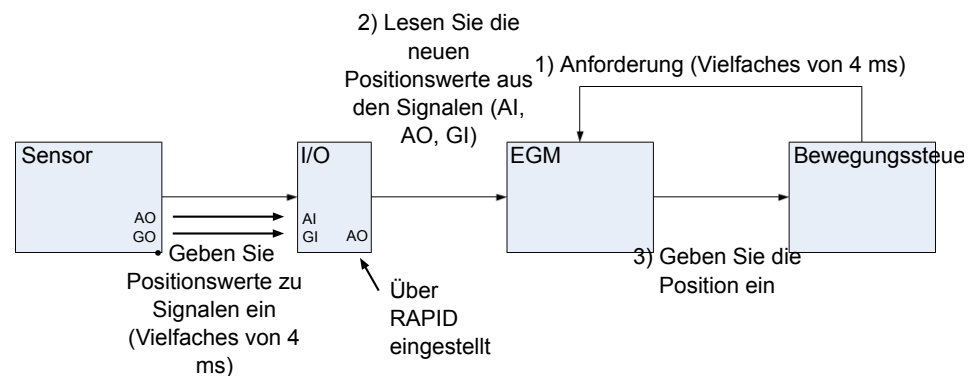 2) Lesen Sie die
neuen
Positionswerte aus
den Signalen (AI,
AO, GI)
1) Anforderung (Vielfaches von 4 ms)
Sensor
I/O
EGM
Bewegungssteue
AO
GO
AI
GI
AO
• Geben Sie
Positionswerte zu
Signalen ein
(Vielfaches von 4
ms)
Über
RAPID
eingestellt
3) Geben Sie die
Position ein